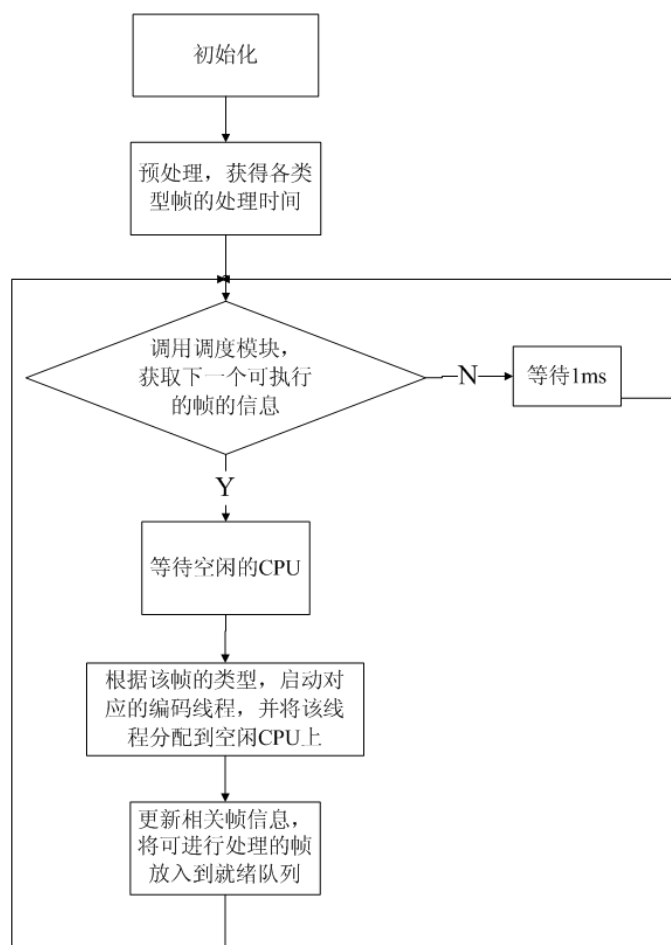 初始化
预处理，获得各类
型帧的处理时间
调用调度模块，
获取下一个可执行
的帧的信息
N
等待1ms
Y
等待空闲的CPU
根据该帧的类型，启动对
应的编码线程，并将该线
程分配到空闲CPU上
更新相关帧信息，
将可进行处理的帧
放入到就绪队列